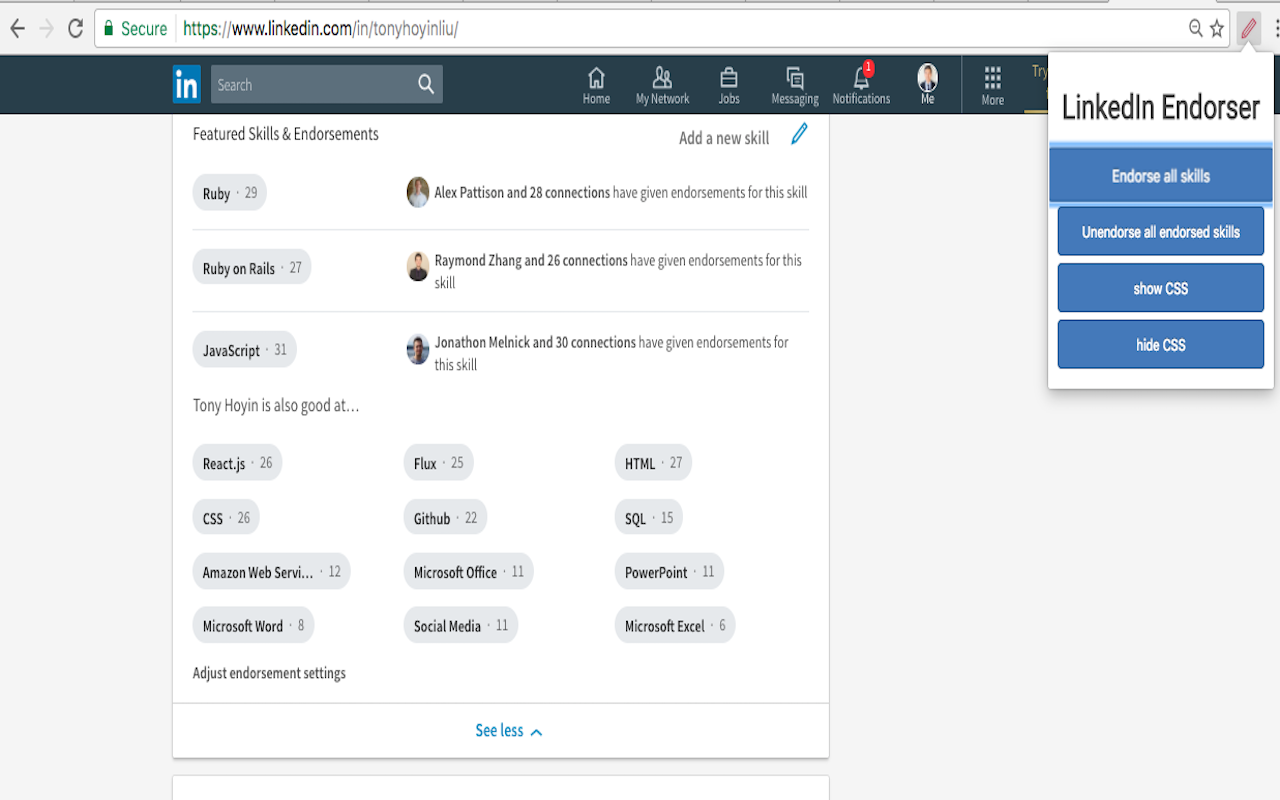 Secure https://www.linkedin.com/in/tonyhoyinliu/
in Search Home My Network Jobs Messaging 1 Notifications Me More Try
LinkedIn Endorser
Endorse all skills
Unendorse all endorsed skills
show CSS
hide CSS
Featured Skills & Endorsements Add a new skill
Ruby · 29 Alex Pattison and 28 connections have given endorsements for this skill
Ruby on Rails · 27 Raymond Zhang and 26 connections have given endorsements for this
skill
JavaScript · 31 Jonathon Melnick and 30 connections have given endorsements for
this skill
Tony Hoyin is also good at…
React.js · 26 Flux · 25 HTML · 27
CSS · 26 Github · 22 SQL · 15
Amazon Web Servi… · 12 Microsoft Office · 11 PowerPoint · 11
Microsoft Word · 8 Social Media · 11 Microsoft Excel · 6
Adjust endorsement settings
See less